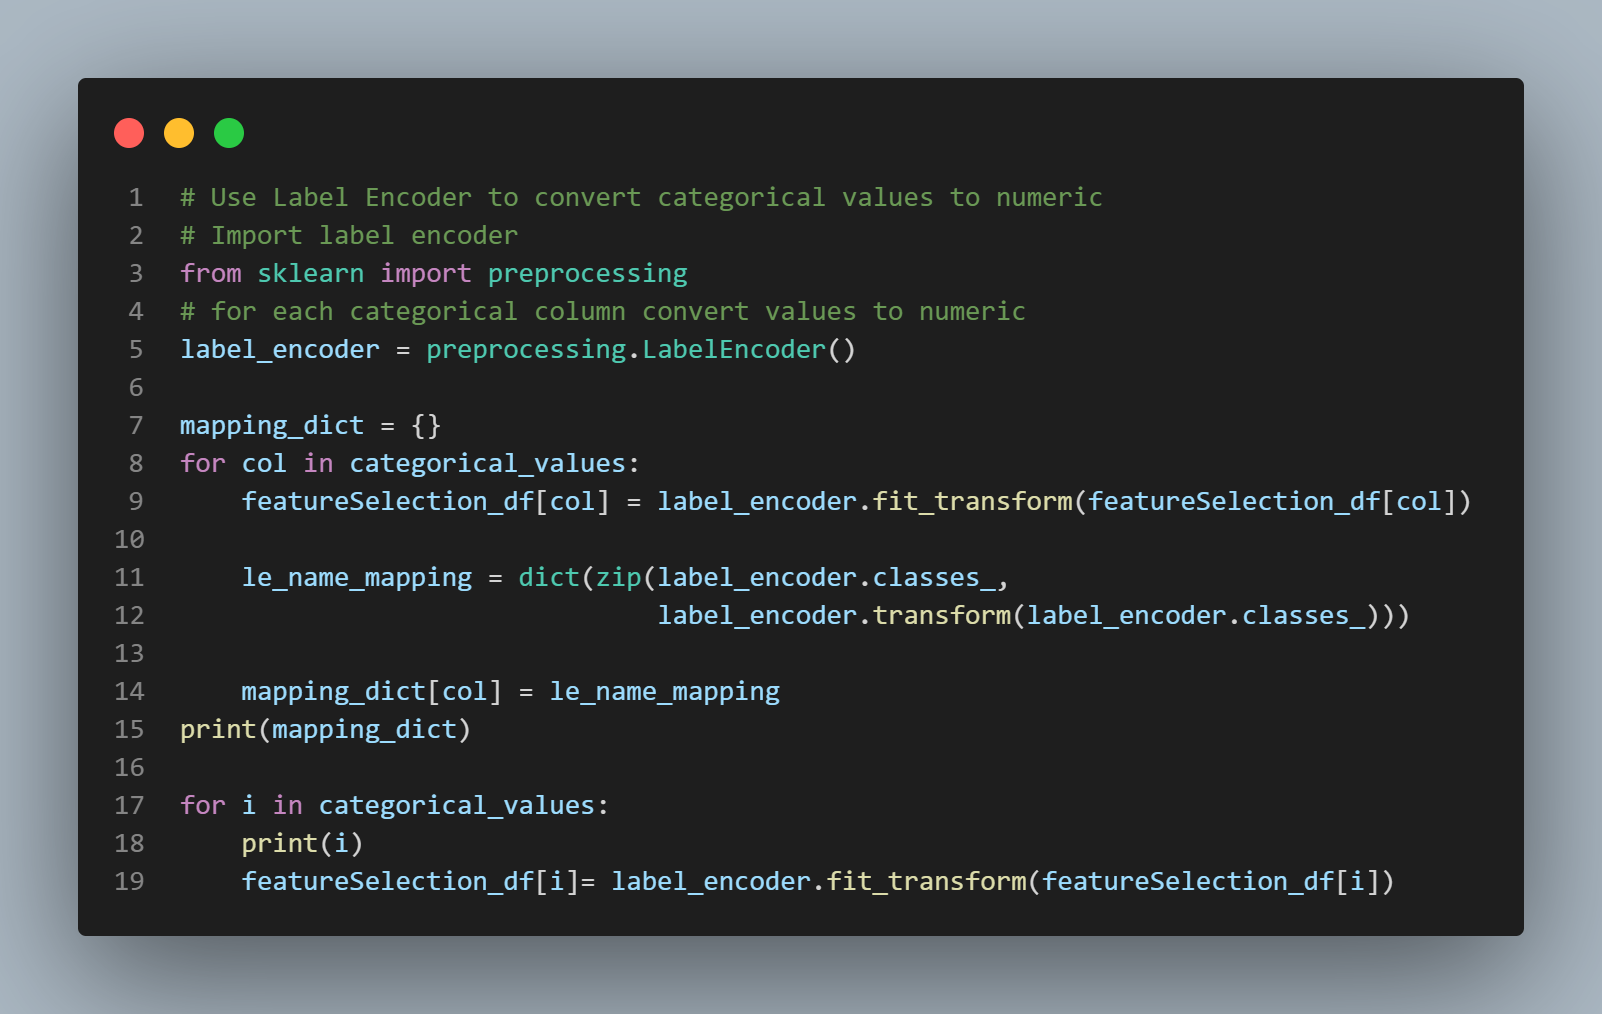 1 # Use Label Encoder to convert categorical values to numeric
2 # Import label encoder
3 from sklearn import preprocessing
4 # for each categorical column convert values to numeric
5 label_encoder = preprocessing.LabelEncoder()
6
7 mapping_dict = {}
8 for col in categorical_values:
9     featureSelection_df[col] = label_encoder.fit_transform(featureSelection_df[col])
10
11     le_name_mapping = dict(zip(label_encoder.classes_,
12                                label_encoder.transform(label_encoder.classes_)))
13
14     mapping_dict[col] = le_name_mapping
15 print(mapping_dict)
16
17 for i in categorical_values:
18     print(i)
19     featureSelection_df[i]= label_encoder.fit_transform(featureSelection_df[i])